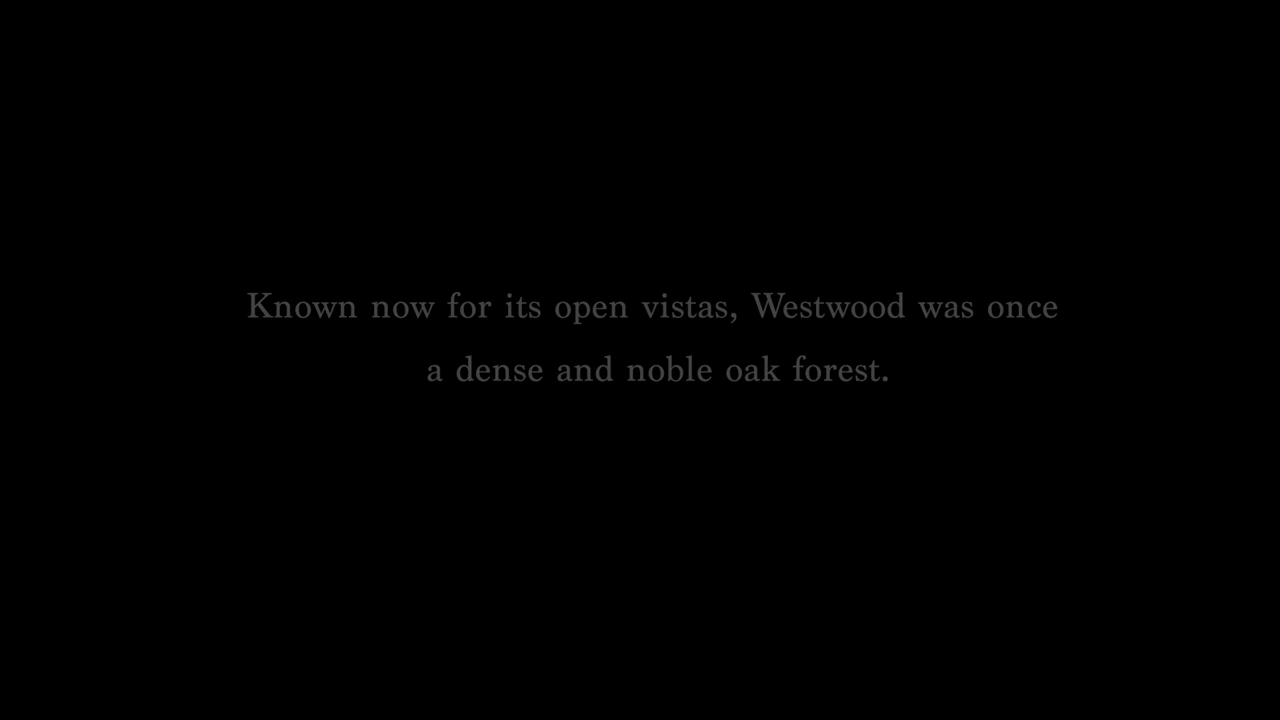 Known now for its open vistas, Westwood was once
a dense and noble oak forest.